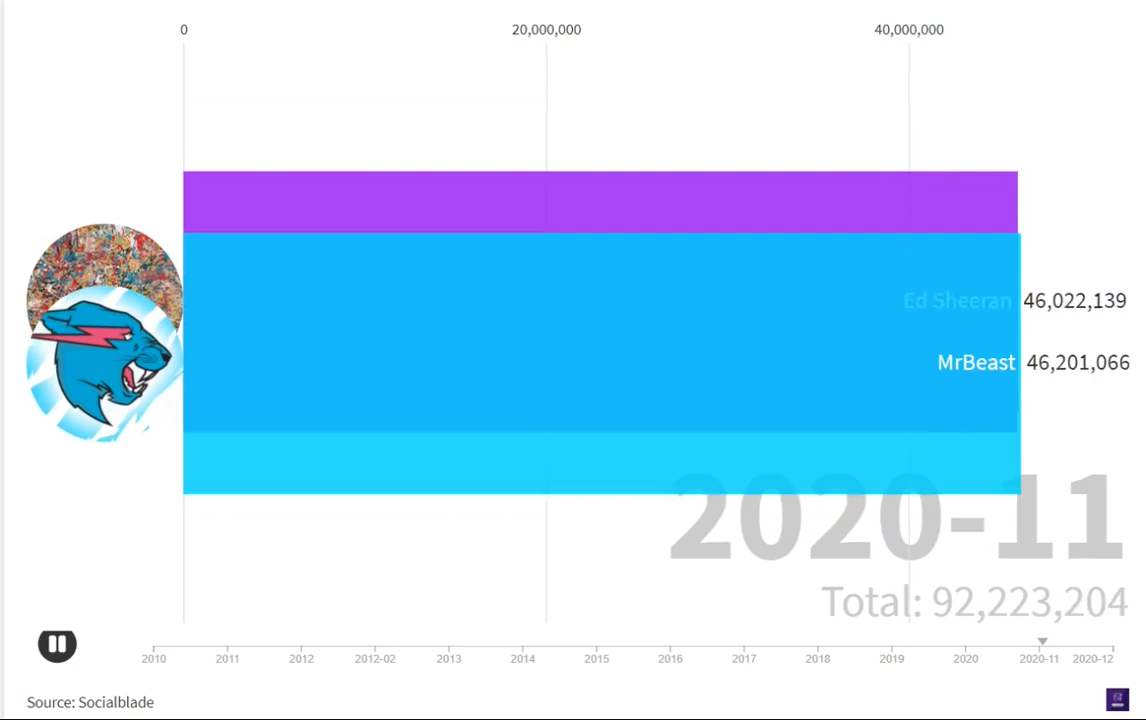 0 20,000,000 40,000,000
Ed Sheeran 46,022,139
MrBeast 46,201,066
2020-11
Total: 92,223,204
2010 2011 2012 2012-02 2013 2014 2015 2016 2017 2018 2019 2020 2020-11 2020-12
Source: Socialblade